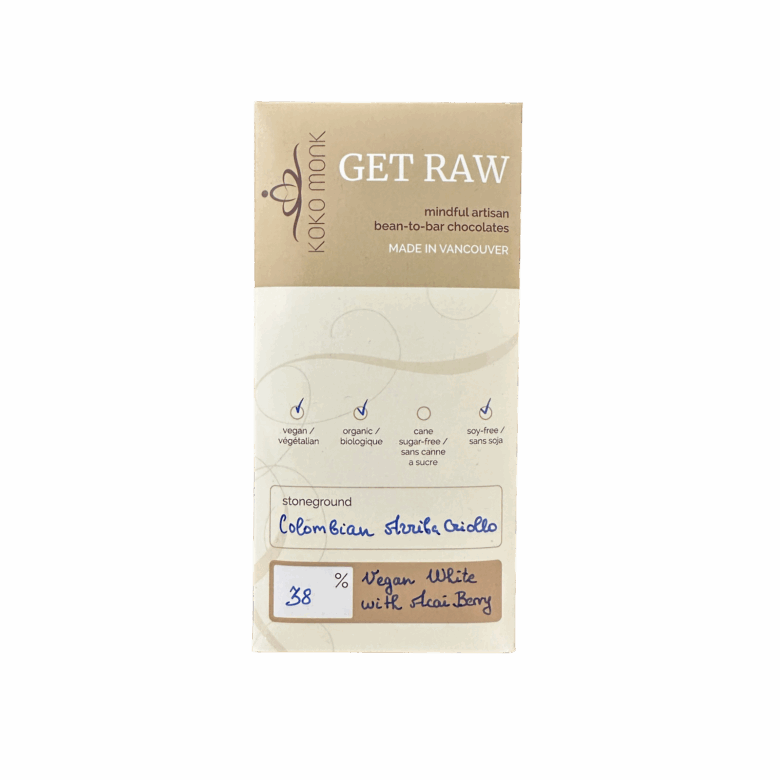 KOKO MONK
GET RAW
mindful artisan
bean-to-bar chocolates
MADE IN VANCOUVER
vegan /
végétalian
organic /
biologique
cane
sugar-free /
sans canne
a sucre
soy-free /
sans soja
stoneground
Colombian Arriba Criollo
38 %
Vegan White
with Acai Berry